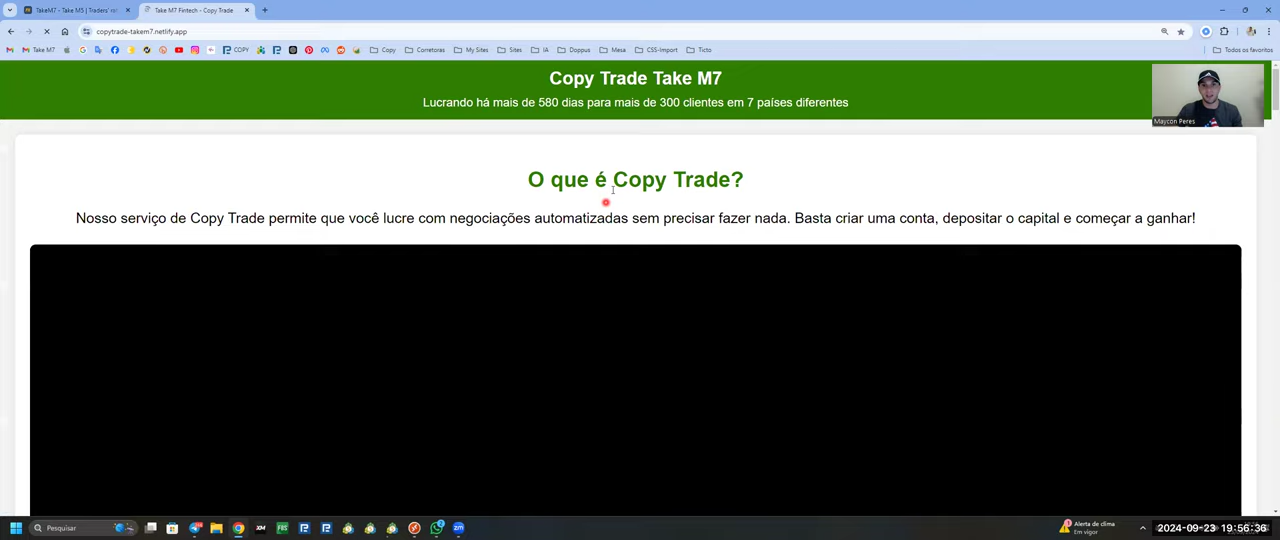 TakeM7 - Take M5 | Traders' ro
Take M7 Fintech - Copy Trade
copytrade-takem7.netlify.app
Take M7
COPY
Copy
Corretoras
My Sites
Sites
IA
Doppus
Mesa
CSS-Import
Ticto
Todos os favoritos
Copy Trade Take M7
Lucrando há mais de 580 dias para mais de 300 clientes em 7 países diferentes
Maycon Peres
O que é Copy Trade?
Nosso serviço de Copy Trade permite que você lucre com negociações automatizadas sem precisar fazer nada. Basta criar uma conta, depositar o capital e começar a ganhar!
Pesquisar
XM
FBS
zm
Alerta de clima
Em vigor
2024-09-23 19:56:36